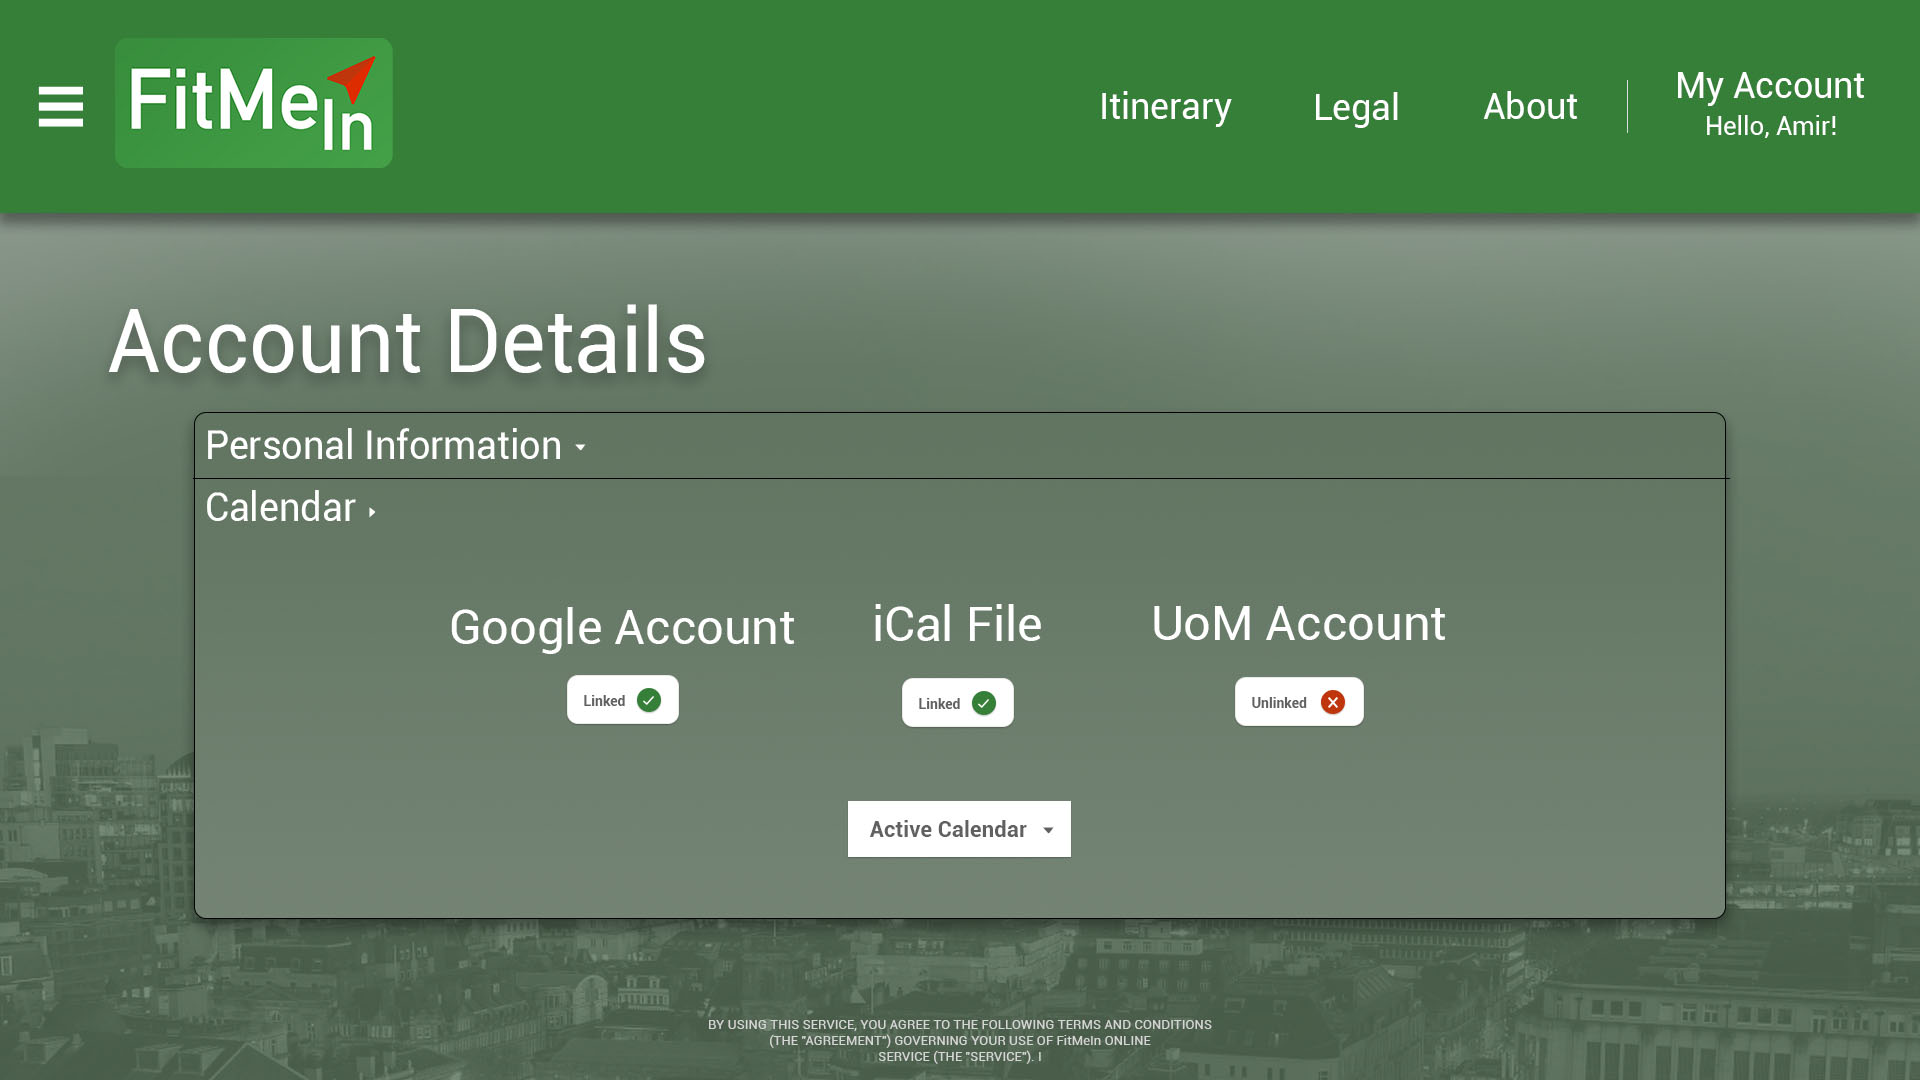 FitMeIn
Itinerary
Legal
About
My Account
Hello, Amir!
Account Details
Personal Information
Calendar
Google Account
iCal File
UoM Account
Linked
Linked
Unlinked
Active Calendar
BY USING THIS SERVICE, YOU AGREE TO THE FOLLOWING TERMS AND CONDITIONS
(THE "AGREEMENT") GOVERNING YOUR USE OF FitMeIn ONLINE
SERVICE (THE "SERVICE"). I